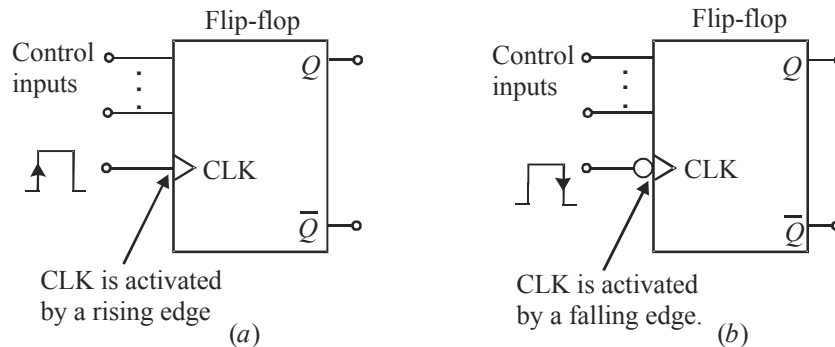 Flip-flop
Control
inputs
Q
CLK
Q̅
CLK is activated
by a rising edge
(a)
Flip-flop
Control
inputs
Q
CLK
Q̅
CLK is activated
by a falling edge.
(b)